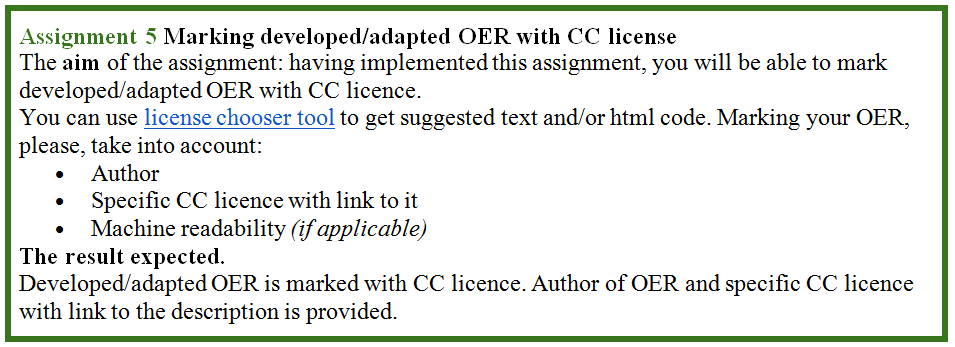 Assignment 5 Marking developed/adapted OER with CC license
The aim of the assignment: having implemented this assignment, you will be able to mark
developed/adapted OER with CC licence.
You can use license chooser tool to get suggested text and/or html code. Marking your OER,
please, take into account:
• Author
• Specific CC licence with link to it
• Machine readability (if applicable)
The result expected.
Developed/adapted OER is marked with CC licence. Author of OER and specific CC licence
with link to the description is provided.